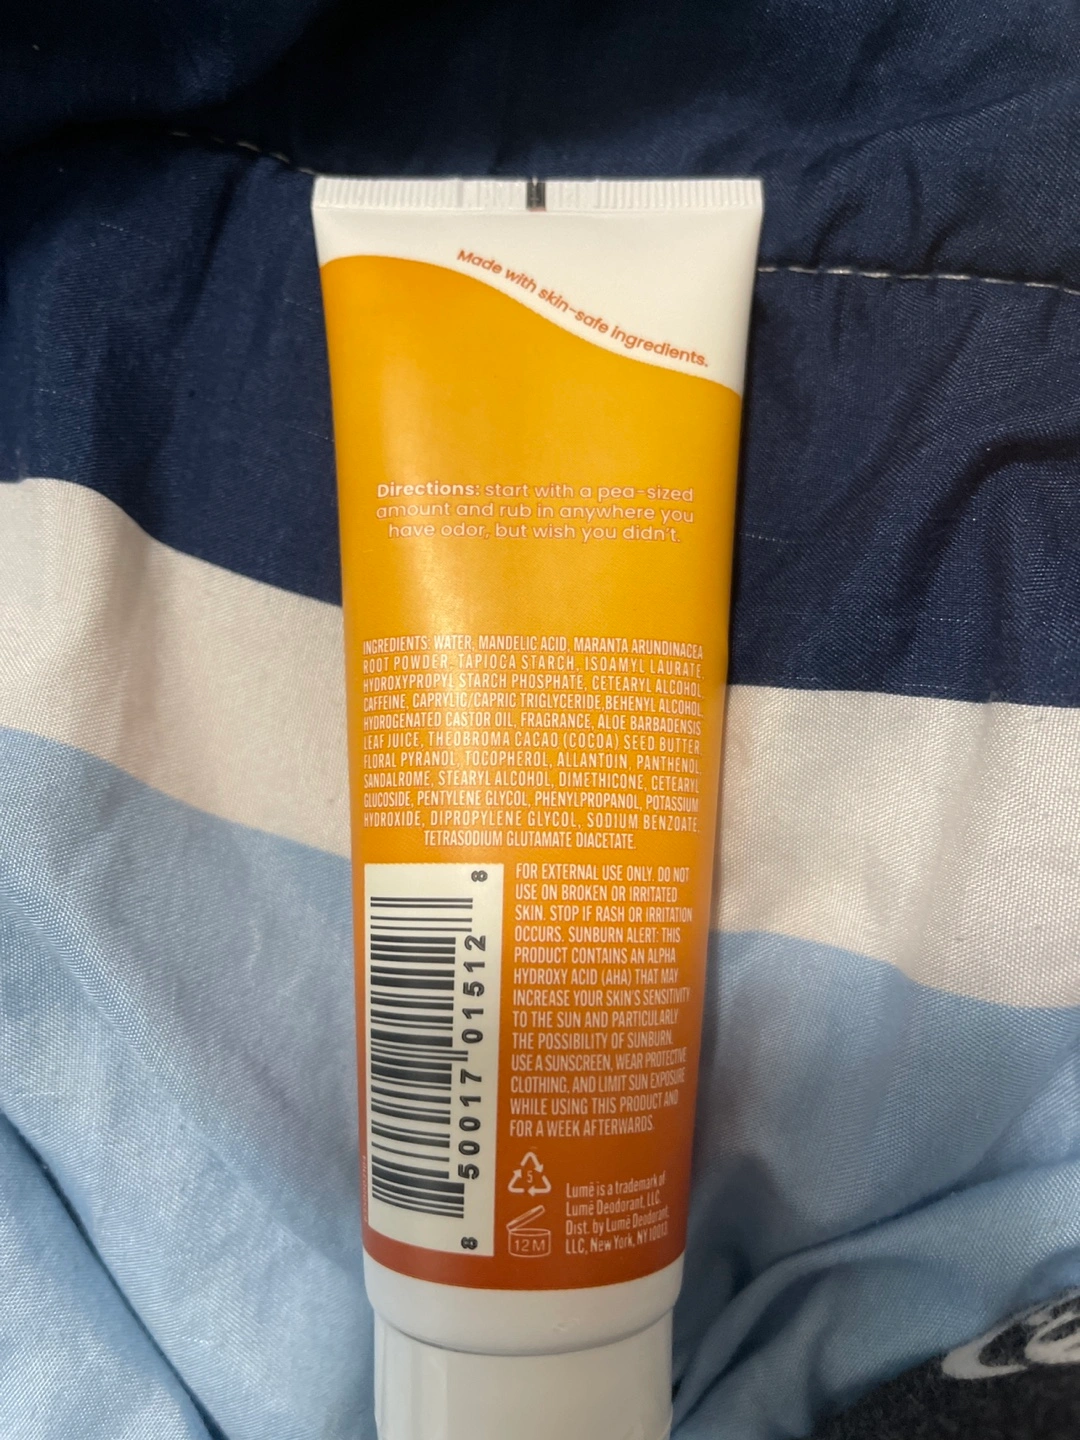 Made with skin-safe ingredients.
Directions: start with a pea-sized
amount and rub in anywhere you
have odor, but wish you didn't.
INGREDIENTS: WATER, MANDELIC ACID, MARANTA ARUNDINACEA
ROOT POWDER, TAPIOCA STARCH, ISOAMYL LAURATE,
HYDROXYPROPYL STARCH PHOSPHATE, CETEARYL ALCOHOL,
CAFFEINE, CAPRYLIC/CAPRIC TRIGLYCERIDE, BEHENYL ALCOHOL,
HYDROGENATED CASTOR OIL, FRAGRANCE, ALOE BARBADENSIS
LEAF JUICE, THEOBROMA CACAO (COCOA) SEED BUTTER,
FLORAL PYRANOL, TOCOPHEROL, ALLANTOIN, PANTHENOL,
SANDALROME, STEARYL ALCOHOL, DIMETHICONE, CETEARYL
GLUCOSIDE, PENTYLENE GLYCOL, PHENYLPROPANOL, POTASSIUM
HYDROXIDE, DIPROPYLENE GLYCOL, SODIUM BENZOATE,
TETRASODIUM GLUTAMATE DIACETATE.
FOR EXTERNAL USE ONLY. DO NOT
USE ON BROKEN OR IRRITATED
SKIN. STOP IF RASH OR IRRITATION
OCCURS. SUNBURN ALERT: THIS
PRODUCT CONTAINS AN ALPHA
HYDROXY ACID (AHA) THAT MAY
INCREASE YOUR SKIN'S SENSITIVITY
TO THE SUN AND PARTICULARLY
THE POSSIBILITY OF SUNBURN.
USE A SUNSCREEN, WEAR PROTECTIVE
CLOTHING, AND LIMIT SUN EXPOSURE
WHILE USING THIS PRODUCT AND
FOR A WEEK AFTERWARDS.
8 50017 01512 8
5
12M
Lumē is a trademark of
Lumē Deodorant, LLC.
Dist. by Lumē Deodorant,
LLC, New York, NY 10013